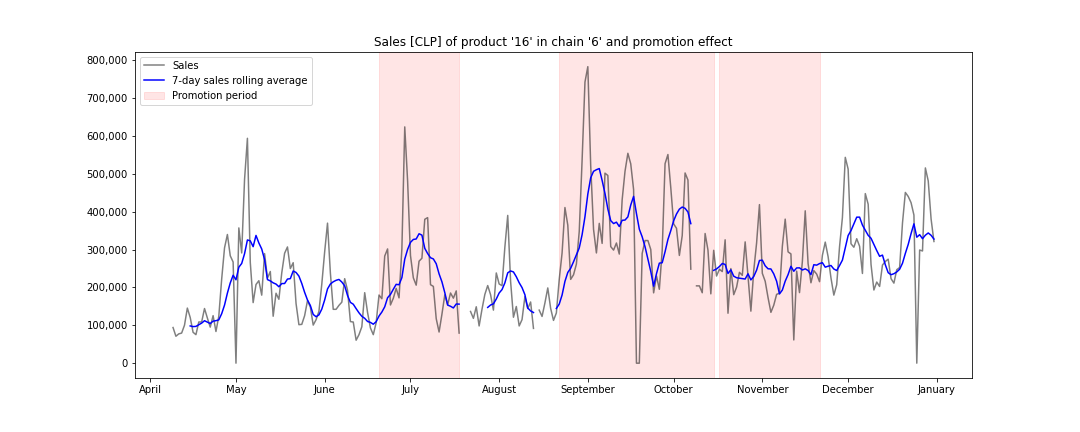 Sales [CLP] of product '16' in chain '6' and promotion effect
Sales
7-day sales rolling average
Promotion period
800,000
700,000
600,000
500,000
400,000
300,000
200,000
100,000
0
April May June July August September October November December January